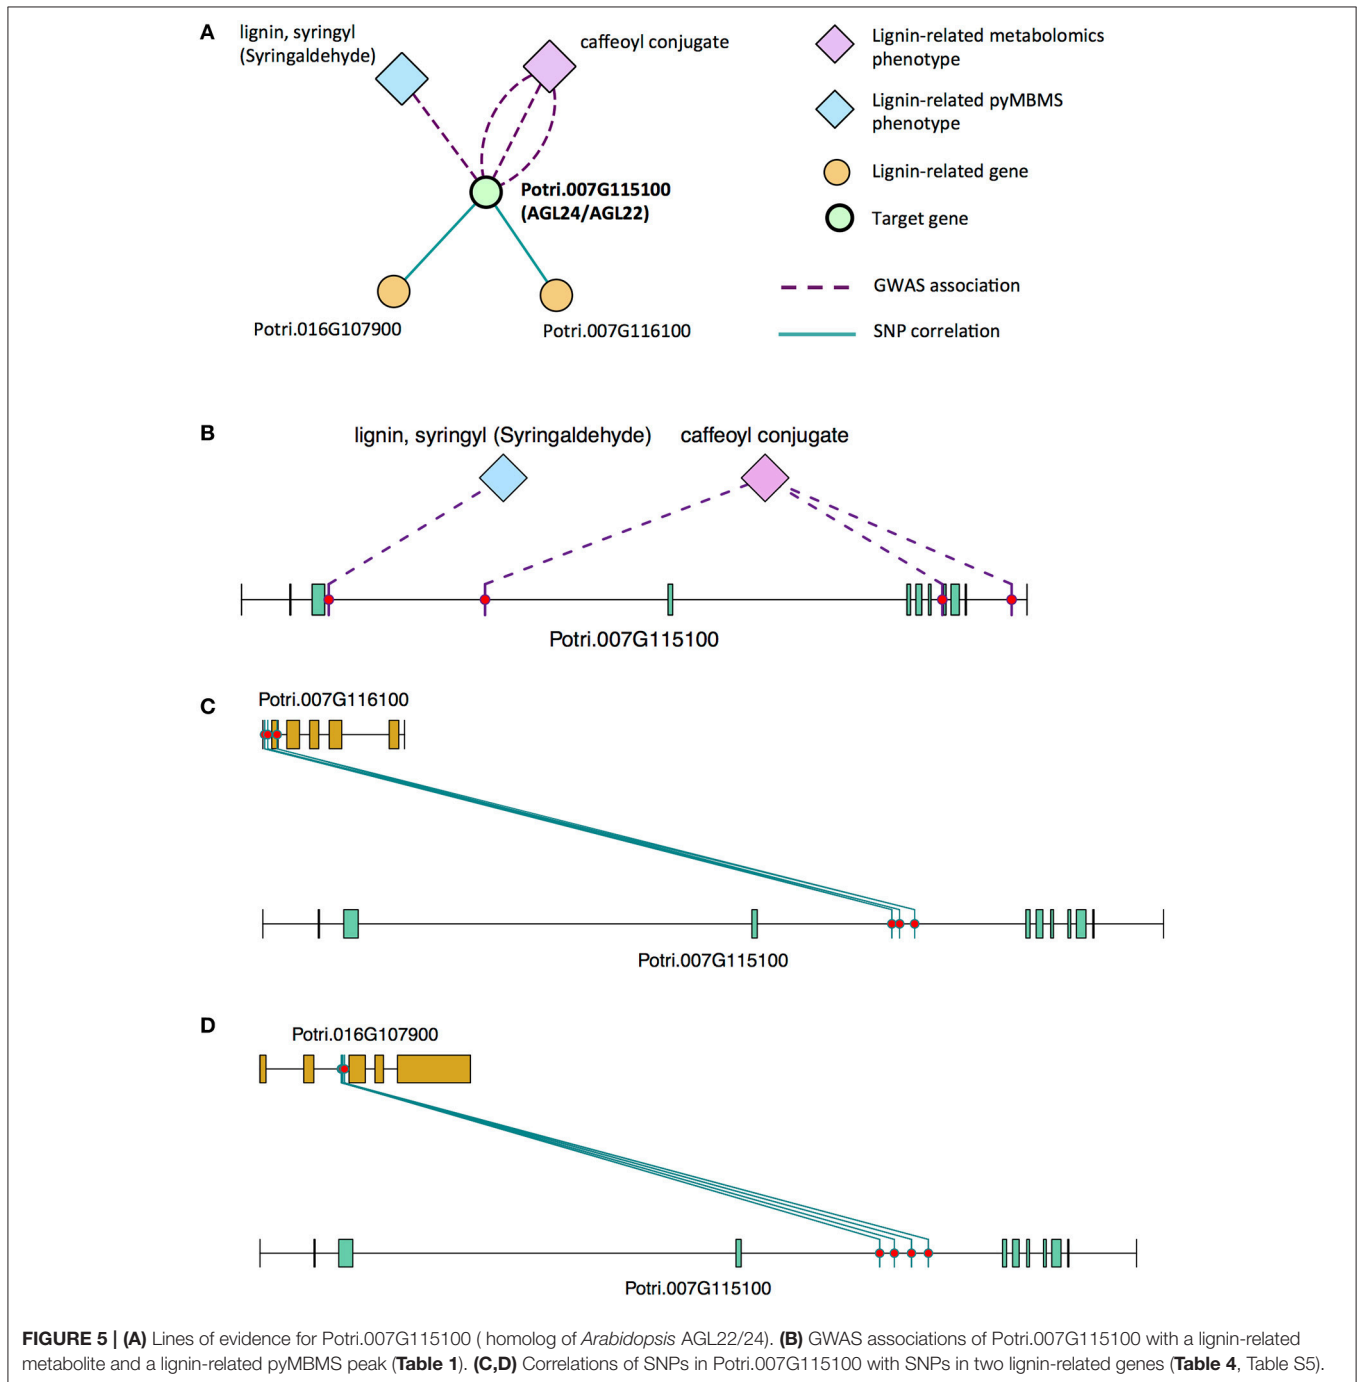 A
lignin, syringyl
(Syringaldehyde)
caffeoyl conjugate
Potri.007G115100
(AGL24/AGL22)
Potri.016G107900
Potri.007G116100
Lignin-related metabolomics
phenotype
Lignin-related pyMBMS
phenotype
Lignin-related gene
Target gene
GWAS association
SNP correlation
B
lignin, syringyl (Syringaldehyde)
caffeoyl conjugate
Potri.007G115100
C
Potri.007G116100
Potri.007G115100
D
Potri.016G107900
Potri.007G115100
FIGURE 5 | (A) Lines of evidence for Potri.007G115100 ( homolog of Arabidopsis AGL22/24). (B) GWAS associations of Potri.007G115100 with a lignin-related
metabolite and a lignin-related pyMBMS peak (Table 1). (C,D) Correlations of SNPs in Potri.007G115100 with SNPs in two lignin-related genes (Table 4, Table S5).